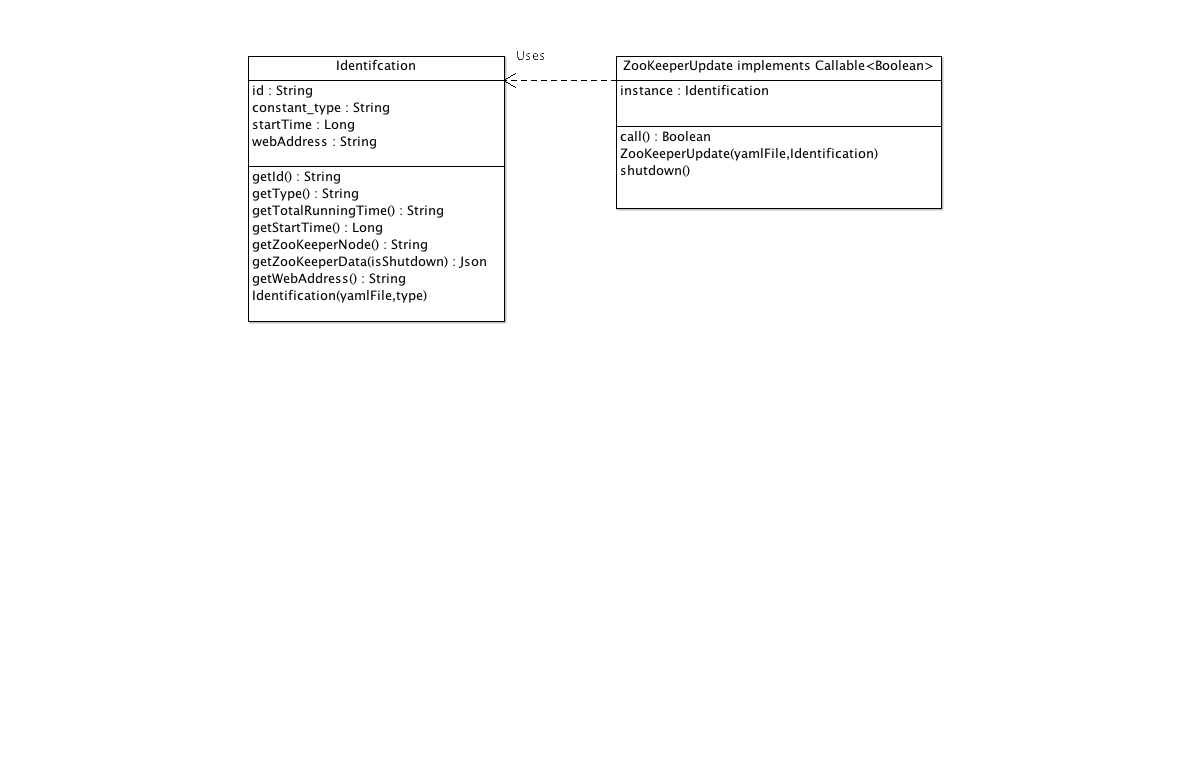 Identifcation
id : String
constant_type : String
startTime : Long
webAddress : String
getId() : String
getType() : String
getTotalRunningTime() : String
getStartTime() : Long
getZooKeeperNode() : String
getZooKeeperData(isShutdown) : Json
getWebAddress() : String
Identification(yamlFile,type)
Uses
ZooKeeperUpdate implements Callable<Boolean>
instance : Identification
call() : Boolean
ZooKeeperUpdate(yamlFile,Identification)
shutdown()